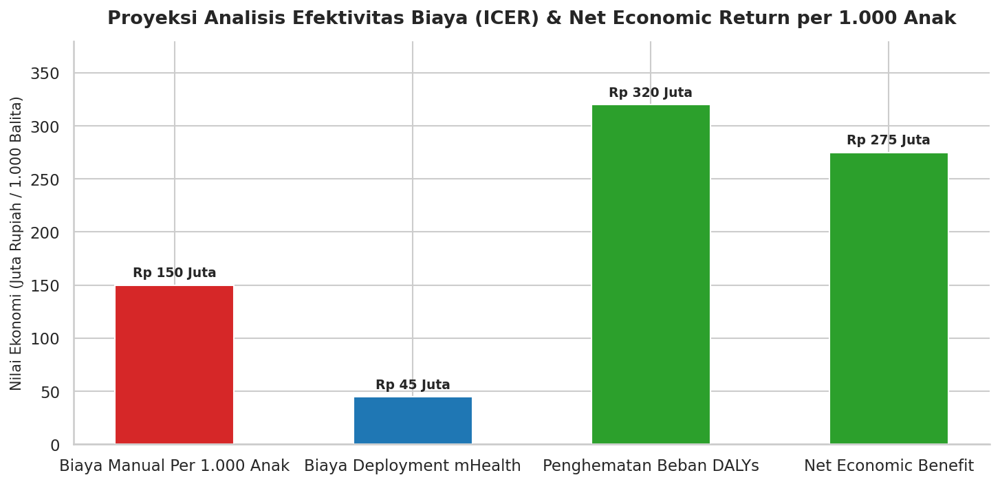 Proyeksi Analisis Efektivitas Biaya (ICER) & Net Economic Return per 1.000 Anak
Nilai Ekonomi (Juta Rupiah / 1.000 Balita)
350
300
250
200
150
100
50
0
Rp 150 Juta
Rp 45 Juta
Rp 320 Juta
Rp 275 Juta
Biaya Manual Per 1.000 Anak
Biaya Deployment mHealth
Penghematan Beban DALYs
Net Economic Benefit